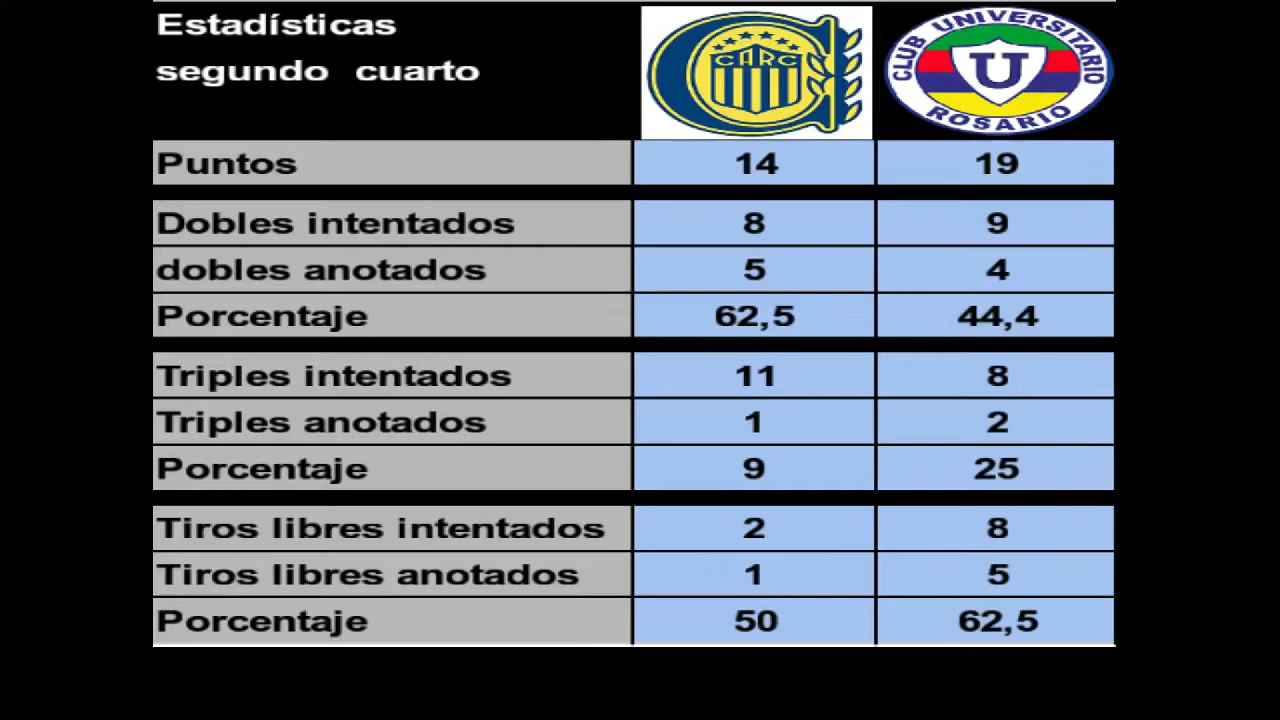 Estadísticas
segundo cuarto
CARC
CLUB UNIVERSITARIO
U
ROSARIO
Puntos 14 19
Dobles intentados 8 9
dobles anotados 5 4
Porcentaje 62,5 44,4
Triples intentados 11 8
Triples anotados 1 2
Porcentaje 9 25
Tiros libres intentados 2 8
Tiros libres anotados 1 5
Porcentaje 50 62,5